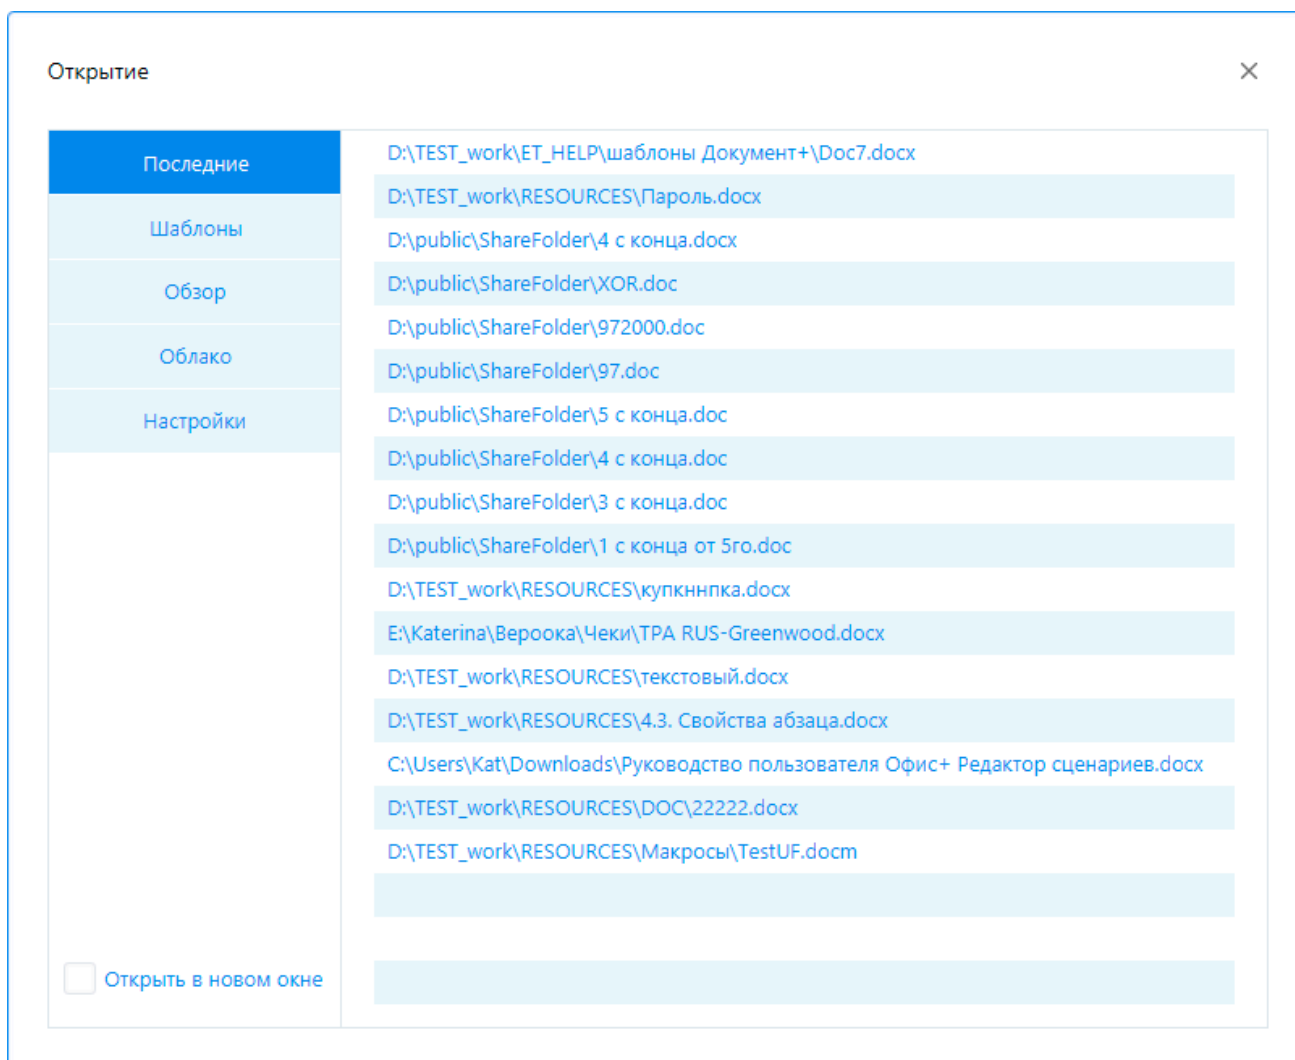 Открытие
Последние
Шаблоны
Обзор
Облако
Настройки
Открыть в новом окне
D:\TEST_work\ET_HELP\шаблоны Документ+\Doc7.docx
D:\TEST_work\RESOURCES\Пароль.docx
D:\public\ShareFolder\4 с конца.docx
D:\public\ShareFolder\XOR.doc
D:\public\ShareFolder\972000.doc
D:\public\ShareFolder\97.doc
D:\public\ShareFolder\5 с конца.doc
D:\public\ShareFolder\4 с конца.doc
D:\public\ShareFolder\3 с конца.doc
D:\public\ShareFolder\1 с конца от 5го.doc
D:\TEST_work\RESOURCES\купкннпка.docx
E:\Katerina\Вероока\Чеки\TPA RUS-Greenwood.docx
D:\TEST_work\RESOURCES\текстовый.docx
D:\TEST_work\RESOURCES\4.3. Свойства абзаца.docx
C:\Users\Kat\Downloads\Руководство пользователя Офис+ Редактор сценариев.docx
D:\TEST_work\RESOURCES\DOC\22222.docx
D:\TEST_work\RESOURCES\Макросы\TestUF.docm